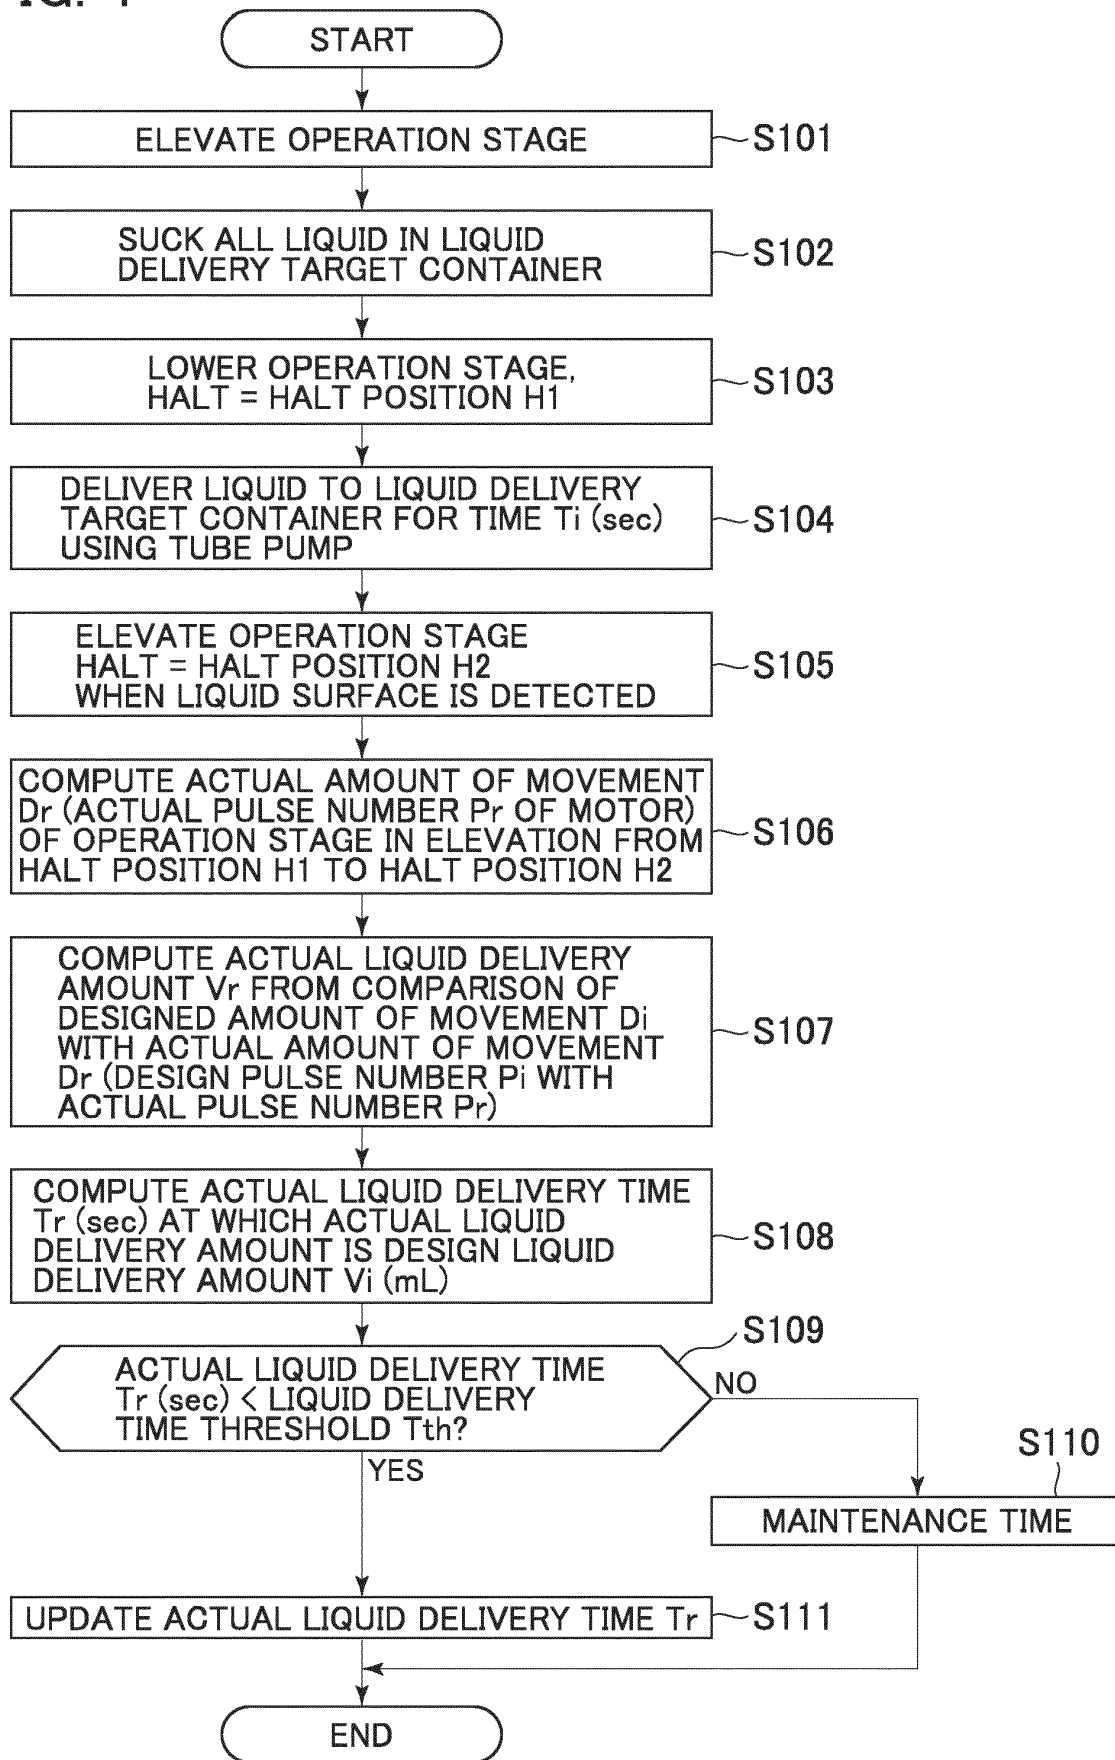 START
ELEVATE OPERATION STAGE
S101
SUCK ALL LIQUID IN LIQUID
DELIVERY TARGET CONTAINER
S102
LOWER OPERATION STAGE,
HALT = HALT POSITION H1
S103
DELIVER LIQUID TO LIQUID DELIVERY
TARGET CONTAINER FOR TIME Ti (sec)
USING TUBE PUMP
S104
ELEVATE OPERATION STAGE
HALT = HALT POSITION H2
WHEN LIQUID SURFACE IS DETECTED
S105
COMPUTE ACTUAL AMOUNT OF MOVEMENT
Dr (ACTUAL PULSE NUMBER Pr OF MOTOR)
OF OPERATION STAGE IN ELEVATION FROM
HALT POSITION H1 TO HALT POSITION H2
S106
COMPUTE ACTUAL LIQUID DELIVERY
AMOUNT Vr FROM COMPARISON OF
DESIGNED AMOUNT OF MOVEMENT Di
WITH ACTUAL AMOUNT OF MOVEMENT
Dr (DESIGN PULSE NUMBER Pi WITH
ACTUAL PULSE NUMBER Pr)
S107
COMPUTE ACTUAL LIQUID DELIVERY TIME
Tr (sec) AT WHICH ACTUAL LIQUID
DELIVERY AMOUNT IS DESIGN LIQUID
DELIVERY AMOUNT Vi (mL)
S108
S109
ACTUAL LIQUID DELIVERY TIME
Tr (sec) < LIQUID DELIVERY
TIME THRESHOLD Tth?
NO
YES
S110
MAINTENANCE TIME
UPDATE ACTUAL LIQUID DELIVERY TIME Tr
S111
END